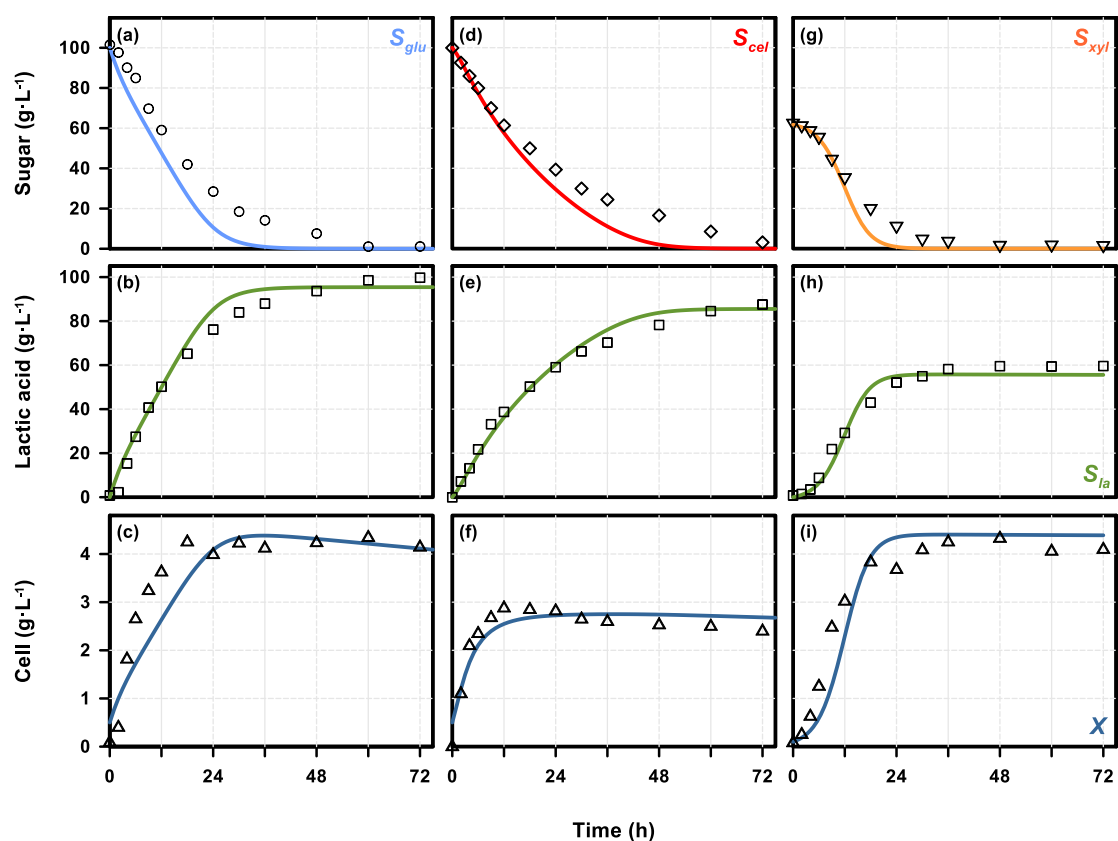 (a) S_glu (d) S_cel (g) S_xyl
Sugar (g·L⁻¹)
100
80
60
40
20
0
(b) (e) (h)
Lactic acid (g·L⁻¹)
100
80
60
40
20
0
S_la
(c) (f) (i)
Cell (g·L⁻¹)
4
3
2
1
0
X
0 24 48 72 0 24 48 72 0 24 48 72
Time (h)